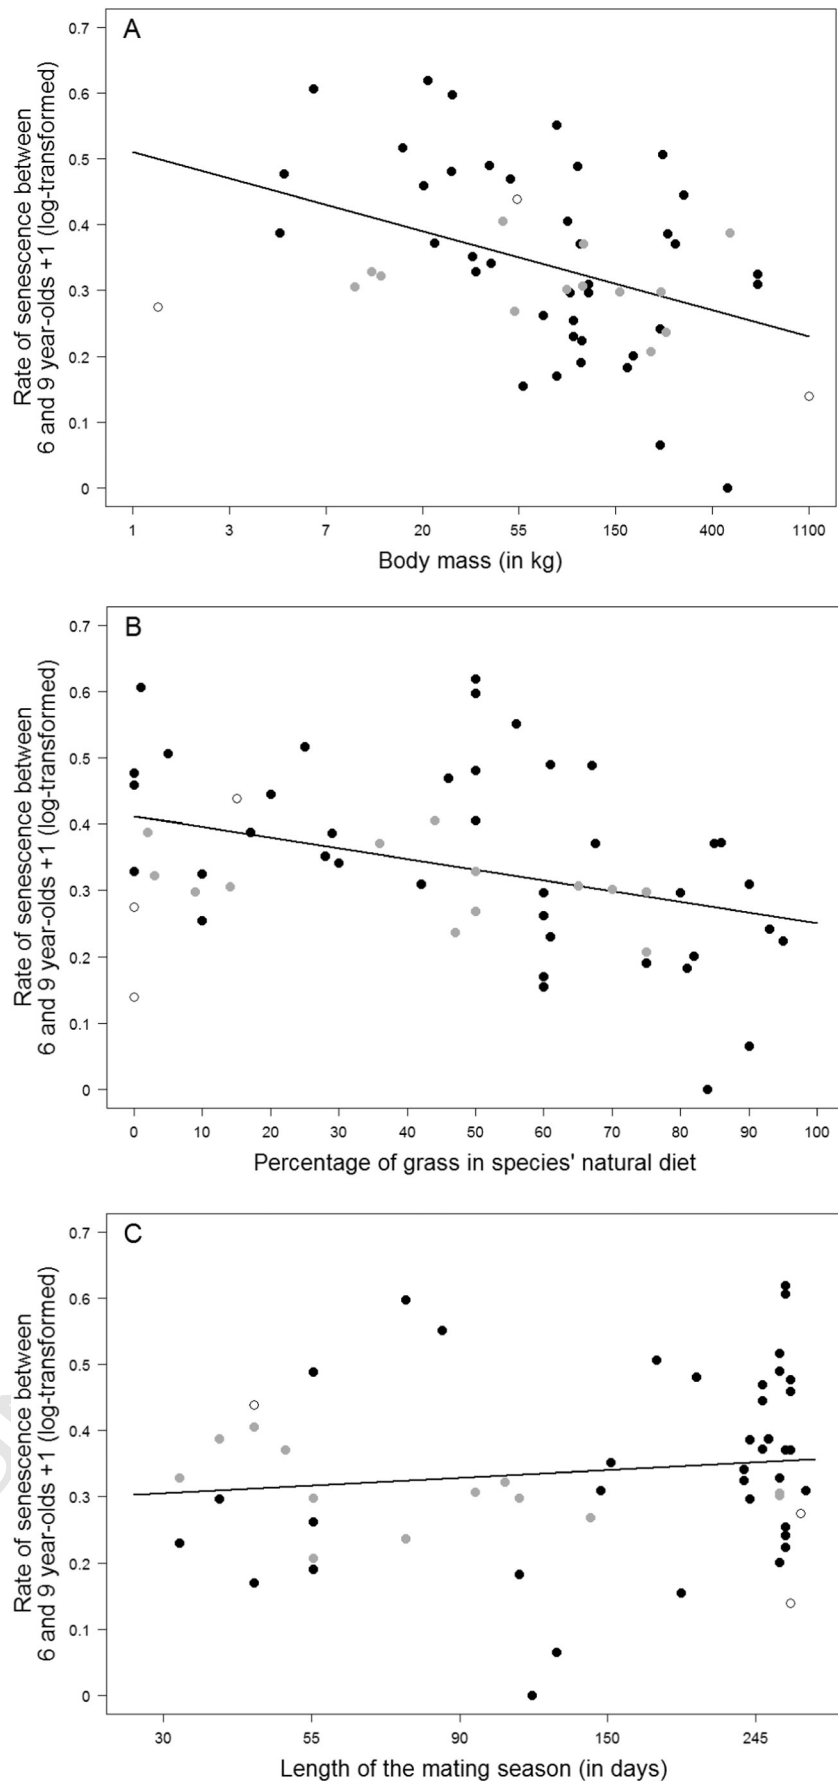 A
0.7
0.6
0.5
0.4
0.3
0.2
0.1
0
Rate of senescence between
6 and 9 year-olds +1 (log-transformed)
1 3 7 20 55 150 400 1100
Body mass (in kg)
B
0.7
0.6
0.5
0.4
0.3
0.2
0.1
0
Rate of senescence between
6 and 9 year-olds +1 (log-transformed)
0 10 20 30 40 50 60 70 80 90 100
Percentage of grass in species' natural diet
C
0.7
0.6
0.5
0.4
0.3
0.2
0.1
0
Rate of senescence between
6 and 9 year-olds +1 (log-transformed)
30 55 90 150 245
Length of the mating season (in days)